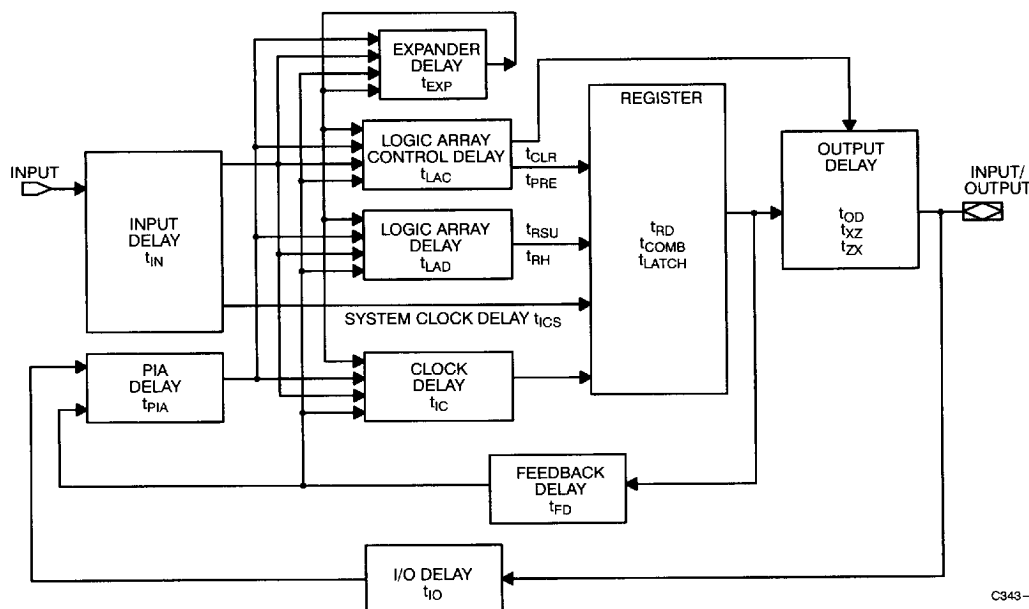 EXPANDER
DELAY
tEXP
REGISTER
LOGIC ARRAY
CONTROL DELAY
tLAC
tCLR
tPRE
OUTPUT
DELAY
tOD
tXZ
tZX
INPUT
INPUT/
OUTPUT
INPUT
DELAY
tIN
LOGIC ARRAY
DELAY
tLAD
tRSU
tRH
tRD
tCOMB
tLATCH
SYSTEM CLOCK DELAY tICS
PIA
DELAY
tPIA
CLOCK
DELAY
tIC
FEEDBACK
DELAY
tFD
I/O DELAY
tIO
C343–